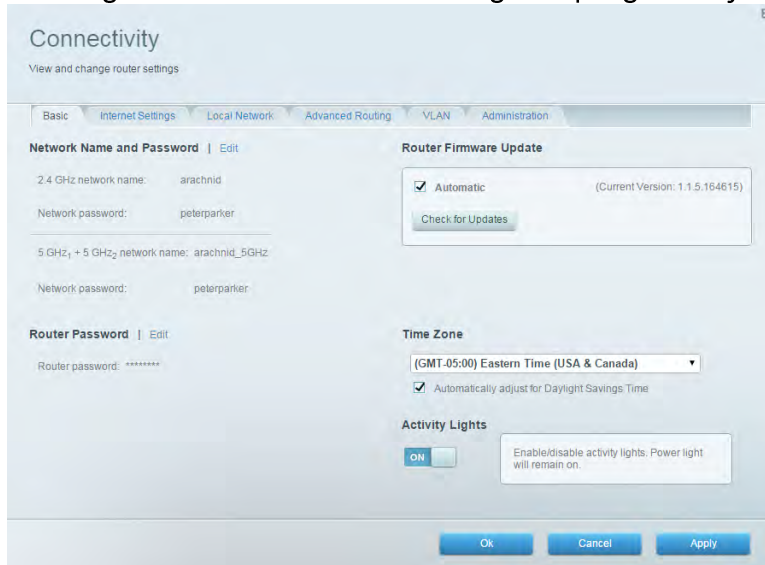 Connectivity
View and change router settings
Basic Internet Settings Local Network Advanced Routing VLAN Administration
Network Name and Password | Edit
2.4 GHz network name: arachnid
Network password: peterparker
5 GHz1 + 5 GHz2 network name: arachnid_5GHz
Network password: peterparker
Router Password | Edit
Router password: ********
Router Firmware Update
Automatic (Current Version: 1.1.5.164615)
Check for Updates
Time Zone
(GMT-05:00) Eastern Time (USA & Canada)
Automatically adjust for Daylight Savings Time
Activity Lights
ON
Enable/disable activity lights. Power light
will remain on.
Ok Cancel Apply